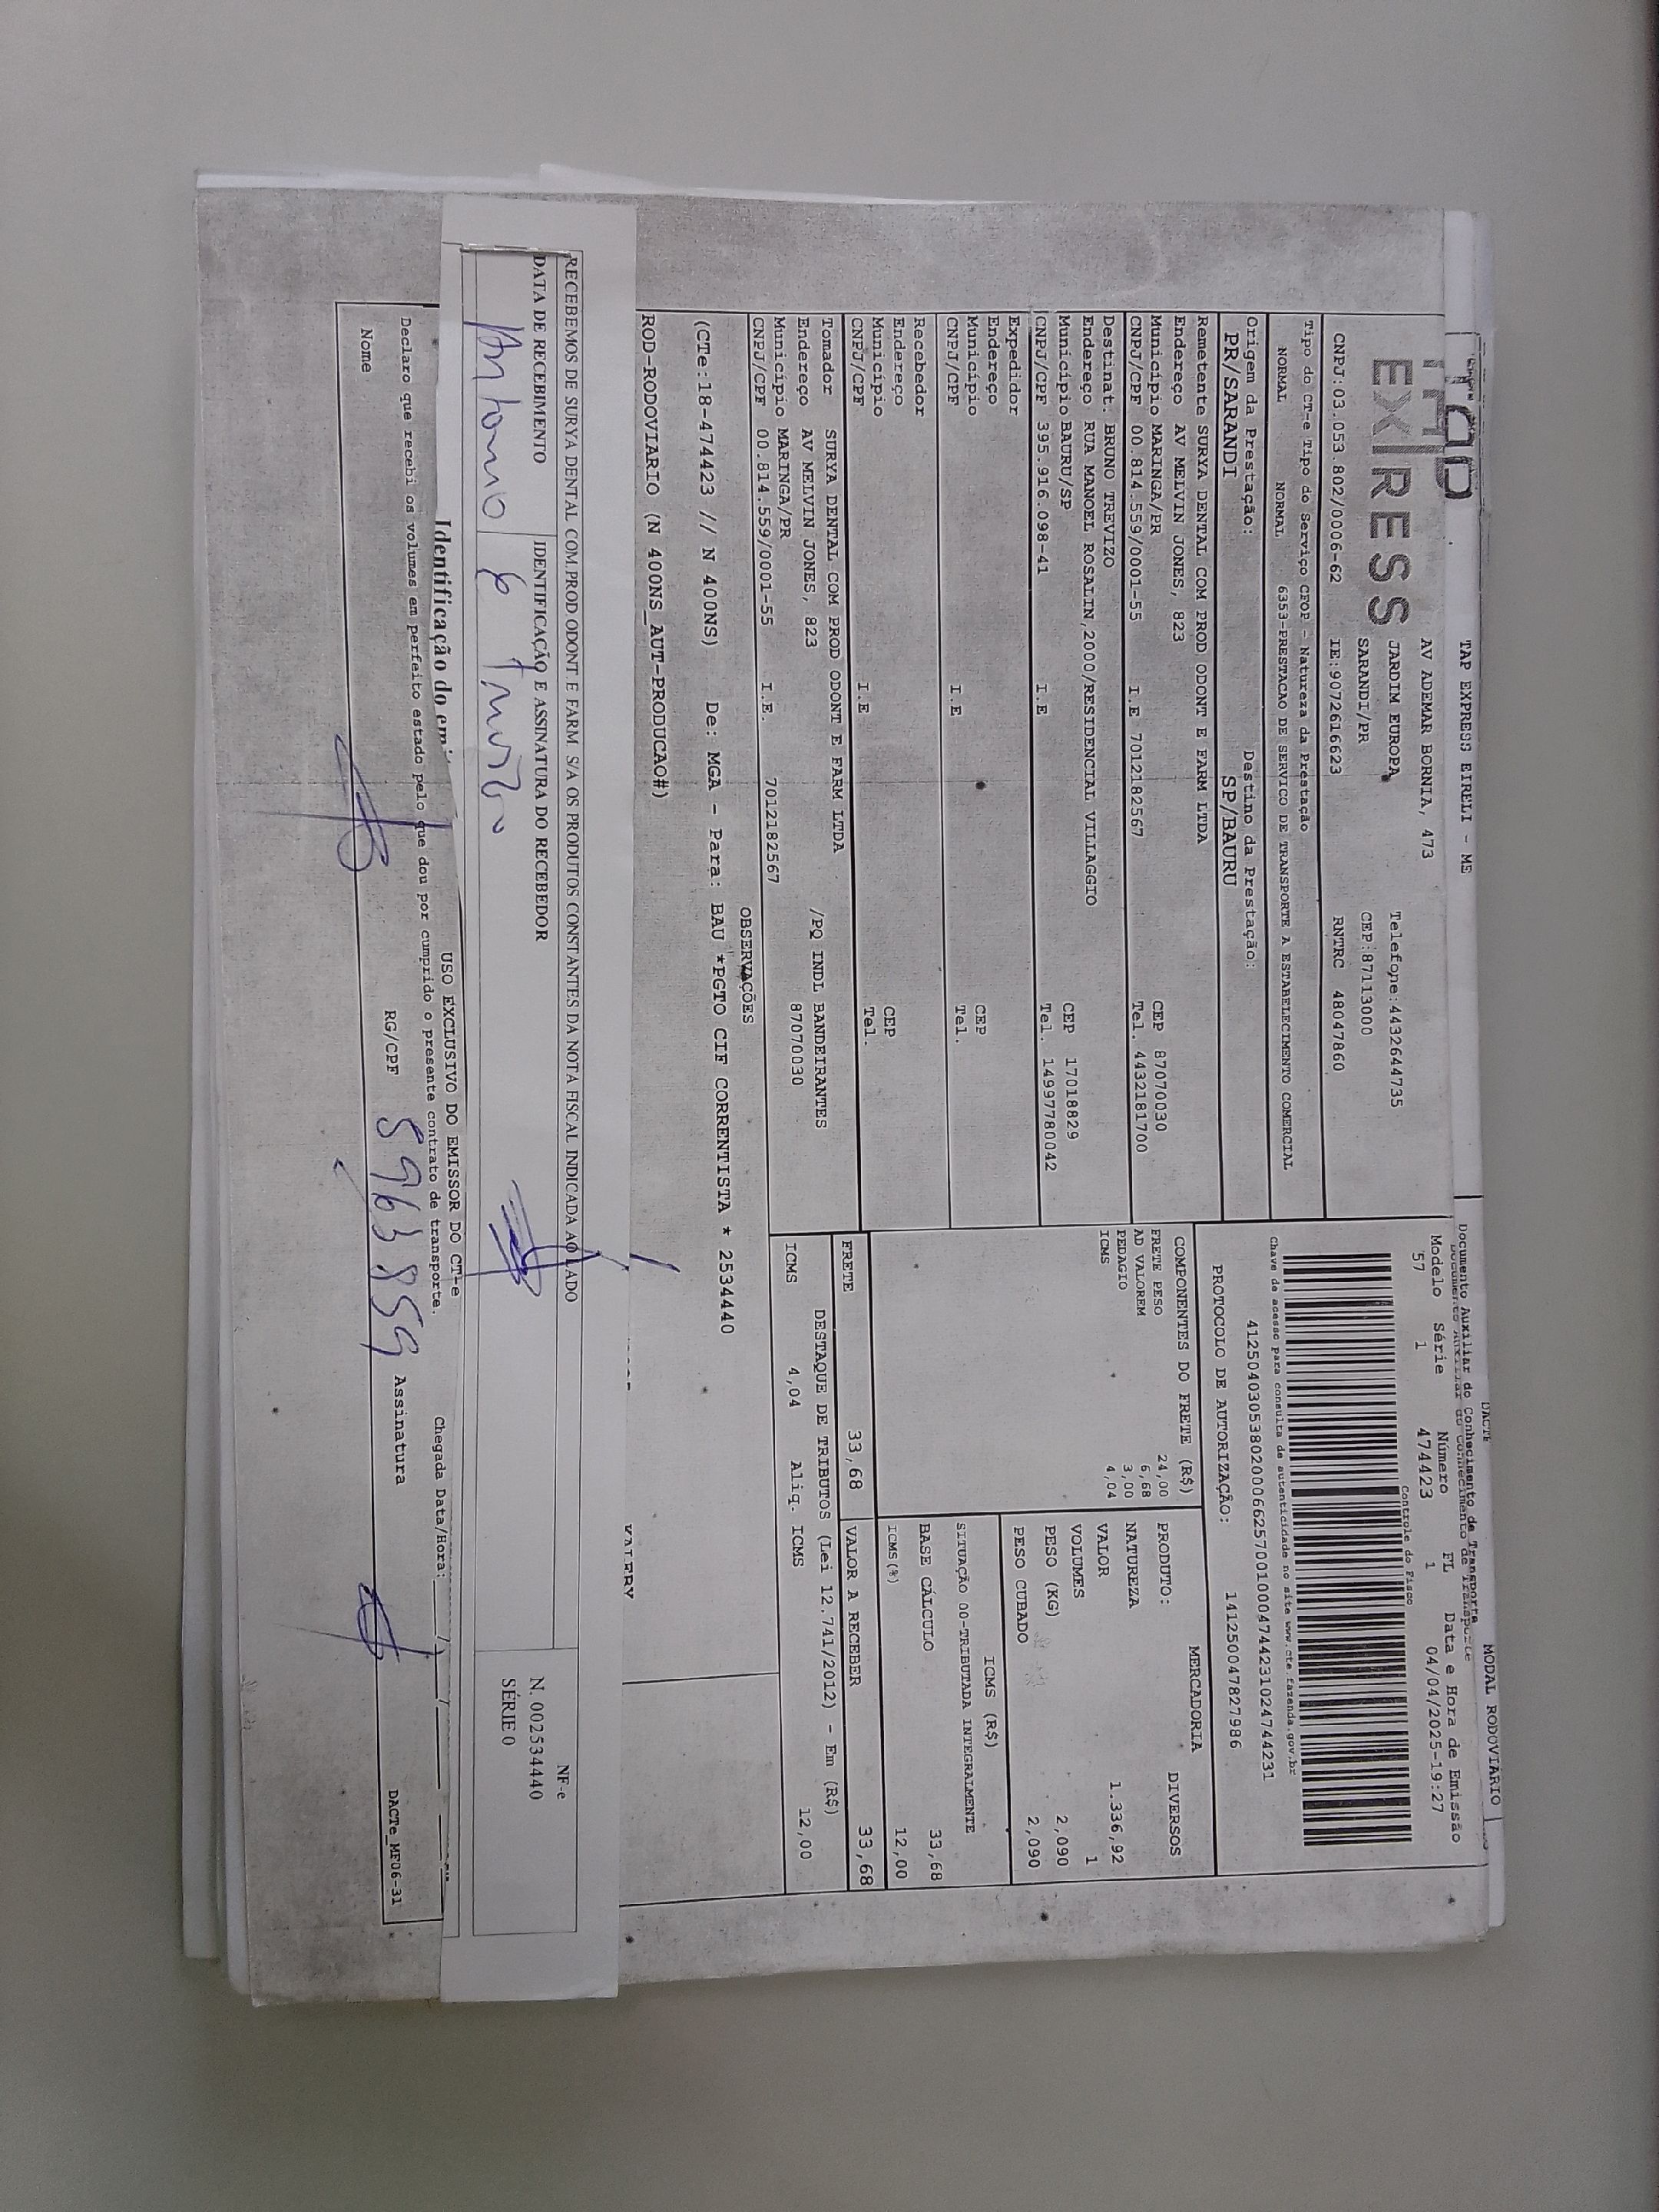 DACTE
MODAL RODOVIÁRIO
TAP EXPRESS EIRELI - ME
Documento Auxiliar do Conhecimento de Transporte
TAP
EXPRESS
AV ADEMAR BORNIA, 473
JARDIM EUROPA
Telefone:4432644735
SARANDI/PR
CEP:87113000
CNPJ:03.053.802/0006-62
IE:9072616623
RNTRC 48047860
Modelo Série Número FL Data e Hora de Emissão
57 1 474423 1 04/04/2025-19:27
Controle do Fisco
Tipo do CT-e Tipo do Serviço CFOP - Natureza da Prestação
NORMAL NORMAL 6353-PRESTACAO DE SERVICO DE TRANSPORTE A ESTABELECIMENTO COMERCIAL
Chave de acesso para consulta de autenticidade no site www.cte.fazenda.gov.br
41250403053802000662570010004744231024744231
Origem da Prestação: Destino da Prestação:
PR/SARANDI SP/BAURU
PROTOCOLO DE AUTORIZAÇÃO: 141250047827996
Remetente SURYA DENTAL COM PROD ODONT E FARM LTDA
Endereço AV MELVIN JONES, 823
Município MARINGA/PR CEP 87070030
CNPJ/CPF 00.814.559/0001-55 I.E 7012182567 Tel. 4432181700
Destinat. BRUNO TREVIZO
Endereço RUA MANOEL ROSALIN,2000/RESIDENCIAL VILLAGGIO
Município BAURU/SP CEP 17018829
CNPJ/CPF 395.916.098-41 I.E Tel. 14997780042
Expedidor
Endereço
Município CEP
CNPJ/CPF I.E Tel.
Recebedor
Endereço
Município CEP
CNPJ/CPF I.E Tel.
COMPONENTES DO FRETE (R$)
FRETE PESO 24,00
AD VALOREM 6,68
PEDAGIO 3,00
ICMS 4,04
MERCADORIA
PRODUTO: DIVERSOS
NATUREZA
VALOR 1.336,92
VOLUMES 1
PESO (KG) 2,090
PESO CUBADO 2,090
ICMS (R$)
SITUAÇÃO 00-TRIBUTADA INTEGRALMENTE
BASE CÁLCULO 33,68
ICMS(%) 12,00
Tomador SURYA DENTAL COM PROD ODONT E FARM LTDA
Endereço AV MELVIN JONES, 823 /PQ INDL BANDEIRANTES
Município MARINGA/PR 87070030
CNPJ/CPF 00.814.559/0001-55 I.E. 7012182567
FRETE 33,68 VALOR A RECEBER 33,68
DESTAQUE DE TRIBUTOS (Lei 12.741/2012) - Em (R$)
ICMS 4,04 Aliq. ICMS 12,00
OBSERVAÇÕES
(CTe:18-474423 // N 400NS) De: MGA - Para: BAU *PGTO CIF CORRENTISTA * 2534440
ROD-RODOVIARIO (N 400NS_AUT-PRODUCAO#)
RECEBEMOS DE SURYA DENTAL COM PROD ODONT E FARM S/A OS PRODUTOS CONSTANTES DA NOTA FISCAL INDICADA AO LADO
DATA DE RECEBIMENTO IDENTIFICAÇÃO E ASSINATURA DO RECEBEDOR
NF-e
N. 002534440
SÉRIE 0
Antonio
Identificação do
USO EXCLUSIVO DO EMISSOR DO CT-e
Declaro que recebi os volumes em perfeito estado pelo que dou por cumprido o presente contrato de transporte.
Chegada Data/Hora:
Nome RG/CPF 5963859 Assinatura
DACTe_MF06-31